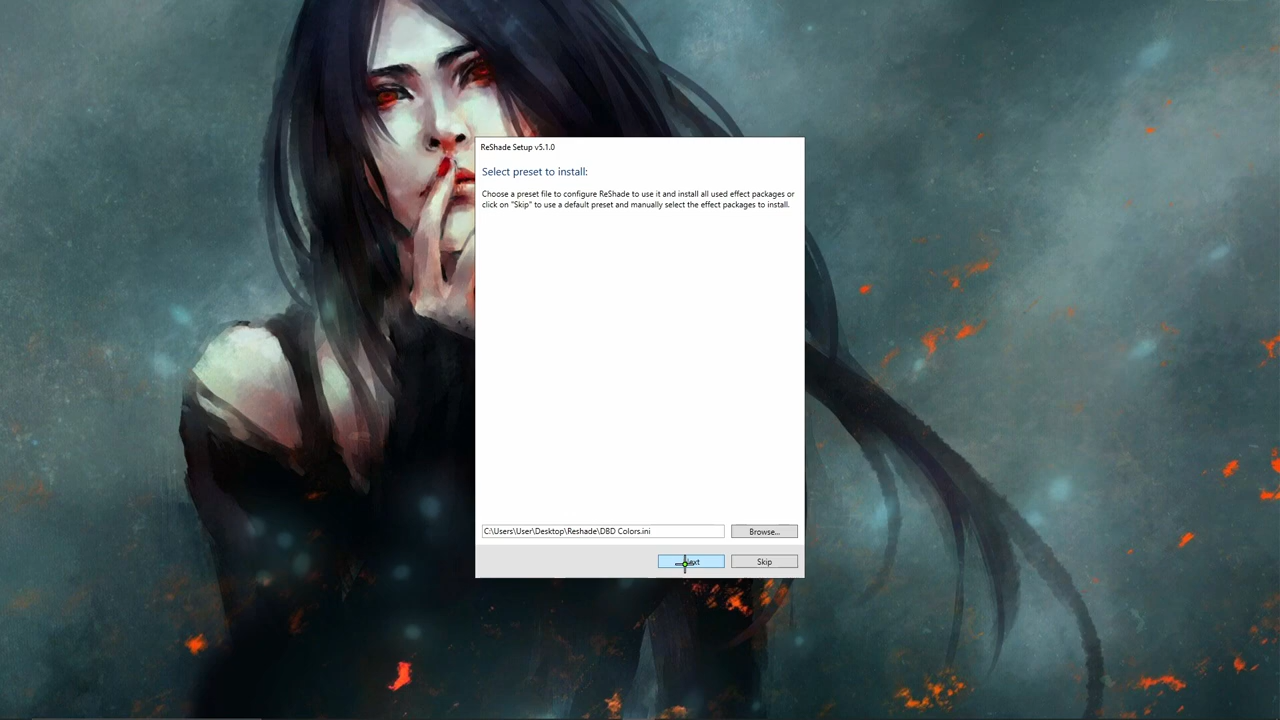 ReShade Setup v5.1.0
Select preset to install:
Choose a preset file to configure ReShade to use it and install all used effect packages or
click on "Skip" to use a default preset and manually select the effect packages to install.
C:\Users\User\Desktop\Reshade\DBD Colors.ini
Browse...
Next
Skip